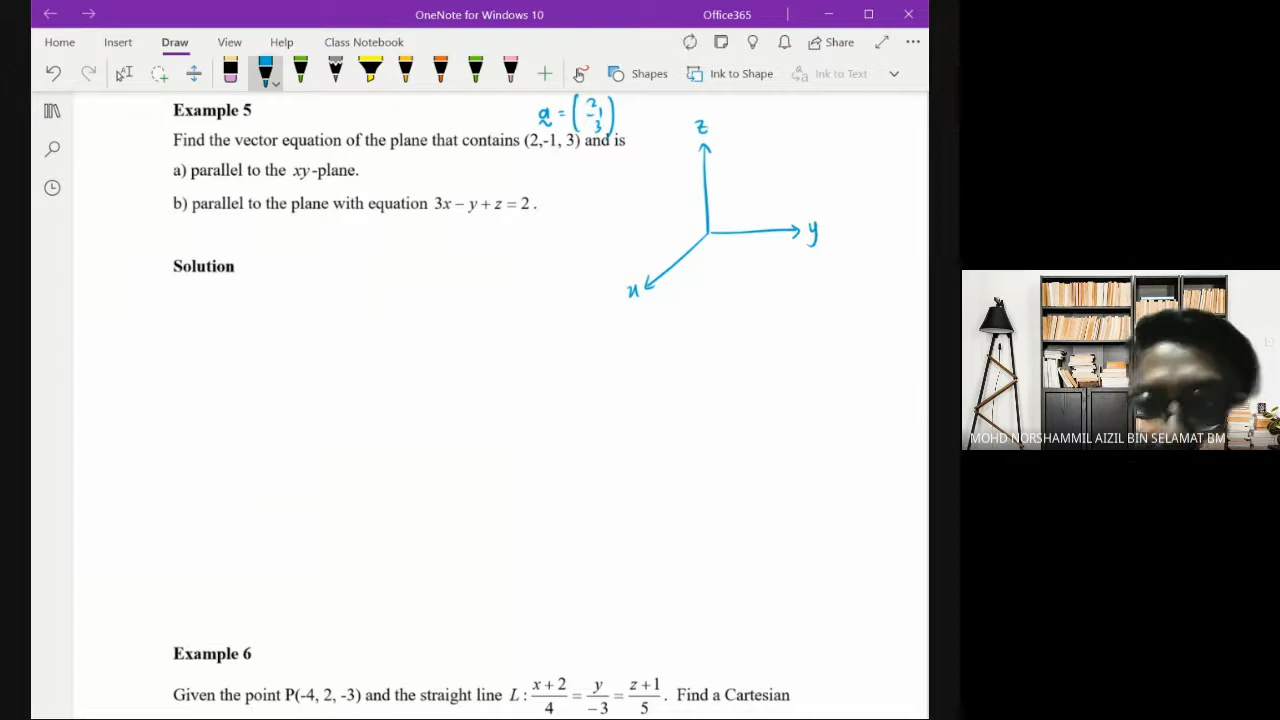 OneNote for Windows 10
Office365
Home Insert Draw View Help Class Notebook
Share
Shapes
Ink to Shape
Ink to Text
Example 5
a = ( 2 -1 3 )
Find the vector equation of the plane that contains (2,-1, 3) and is
a) parallel to the xy-plane.
b) parallel to the plane with equation 3x − y + z = 2 .
z
y
x
Solution
Example 6
Given the point P(-4, 2, -3) and the straight line L : x+2/4 = y/−3 = z+1/5 . Find a Cartesian
MOHD NORSHAMMIL AIZIL BIN SELAMAT BM